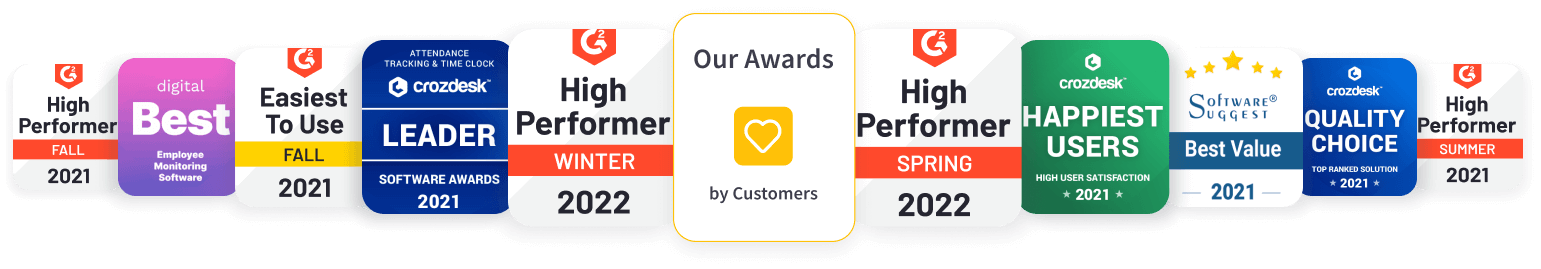 G2
High
Performer
FALL
2021
digital
Best
Employee
Monitoring
Software
G2
Easiest
To Use
FALL
2021
ATTENDANCE
TRACKING & TIME CLOCK
crozdesk™
LEADER
SOFTWARE AWARDS
2021
G2
High
Performer
WINTER
2022
Our Awards
by Customers
G2
High
Performer
SPRING
2022
crozdesk™
HAPPIEST
USERS
HIGH USER SATISFACTION
★ 2021 ★
SOFTWARE®
SUGGEST
Best Value
— 2021 —
crozdesk™
QUALITY
CHOICE
TOP RANKED SOLUTION
★ 2021 ★
G2
High
Performer
SUMMER
2021